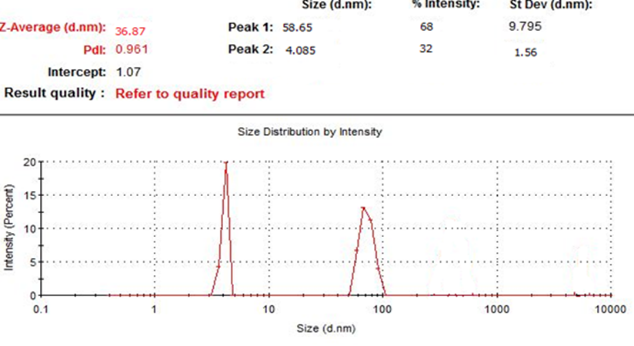 Size (d.nm): % Intensity: St Dev (d.nm):
Z-Average (d.nm): 36.87 Peak 1: 58.65 68 9.795
PdI: 0.961 Peak 2: 4.085 32 1.56
Intercept: 1.07
Result quality : Refer to quality report
Size Distribution by Intensity
Intensity (Percent)
20
15
10
5
0
0.1 1 10 100 1000 10000
Size (d.nm)